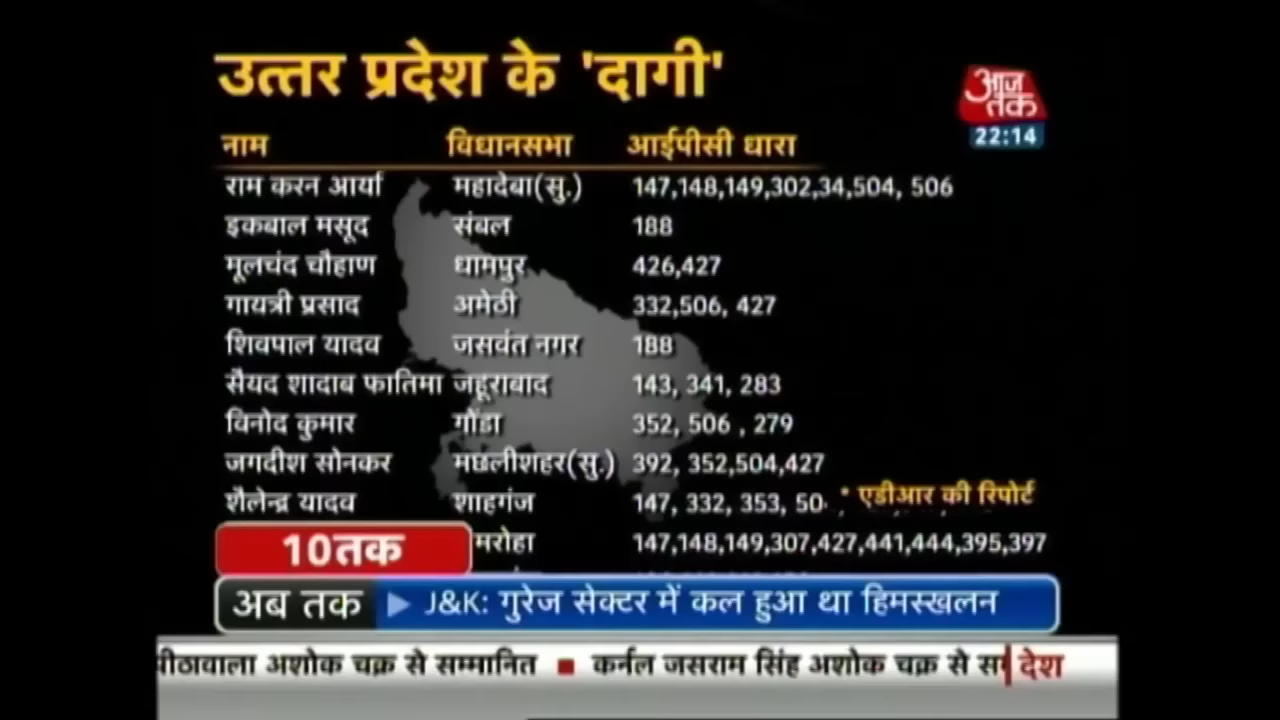 उत्तर प्रदेश के 'दागी'
आज
तक
22:14
नाम विधानसभा आईपीसी धारा
राम करन आर्या महादेबा(सु.) 147,148,149,302,34,504, 506
इकबाल मसूद संबल 188
मूलचंद चौहाण धामपुर 426,427
गायत्री प्रसाद अमेठी 332,506, 427
शिवपाल यादव जसवंत नगर 188
सैयद शादाब फातिमा जहूराबाद 143, 341, 283
विनोद कुमार गोंडा 352, 506 , 279
जगदीश सोनकर मछलीशहर(सु.) 392, 352,504,427
शैलेन्द्र यादव शाहगंज 147, 332, 353, 50
* एडीआर की रिपोर्ट
मरोहा 147,148,149,307,427,441,444,395,397
10तक
अब तक J&K: गुरेज सेक्टर में कल हुआ था हिमस्खलन
पीठावाला अशोक चक्र से सम्मानित ■ कर्नल जसराम सिंह अशोक चक्र से देश